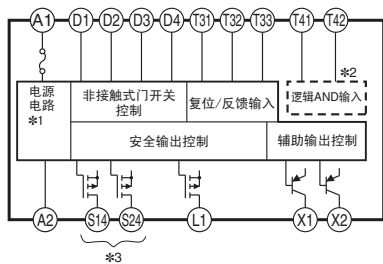 A1 D1 D2 D3 D4 T31 T32 T33 T41 T42
*2
电源
电路
*1
非接触式门开关
控制
复位/反馈输入
逻辑AND输入
安全输出控制
辅助输出控制
A2 S14 S24 L1 X1 X2
*3